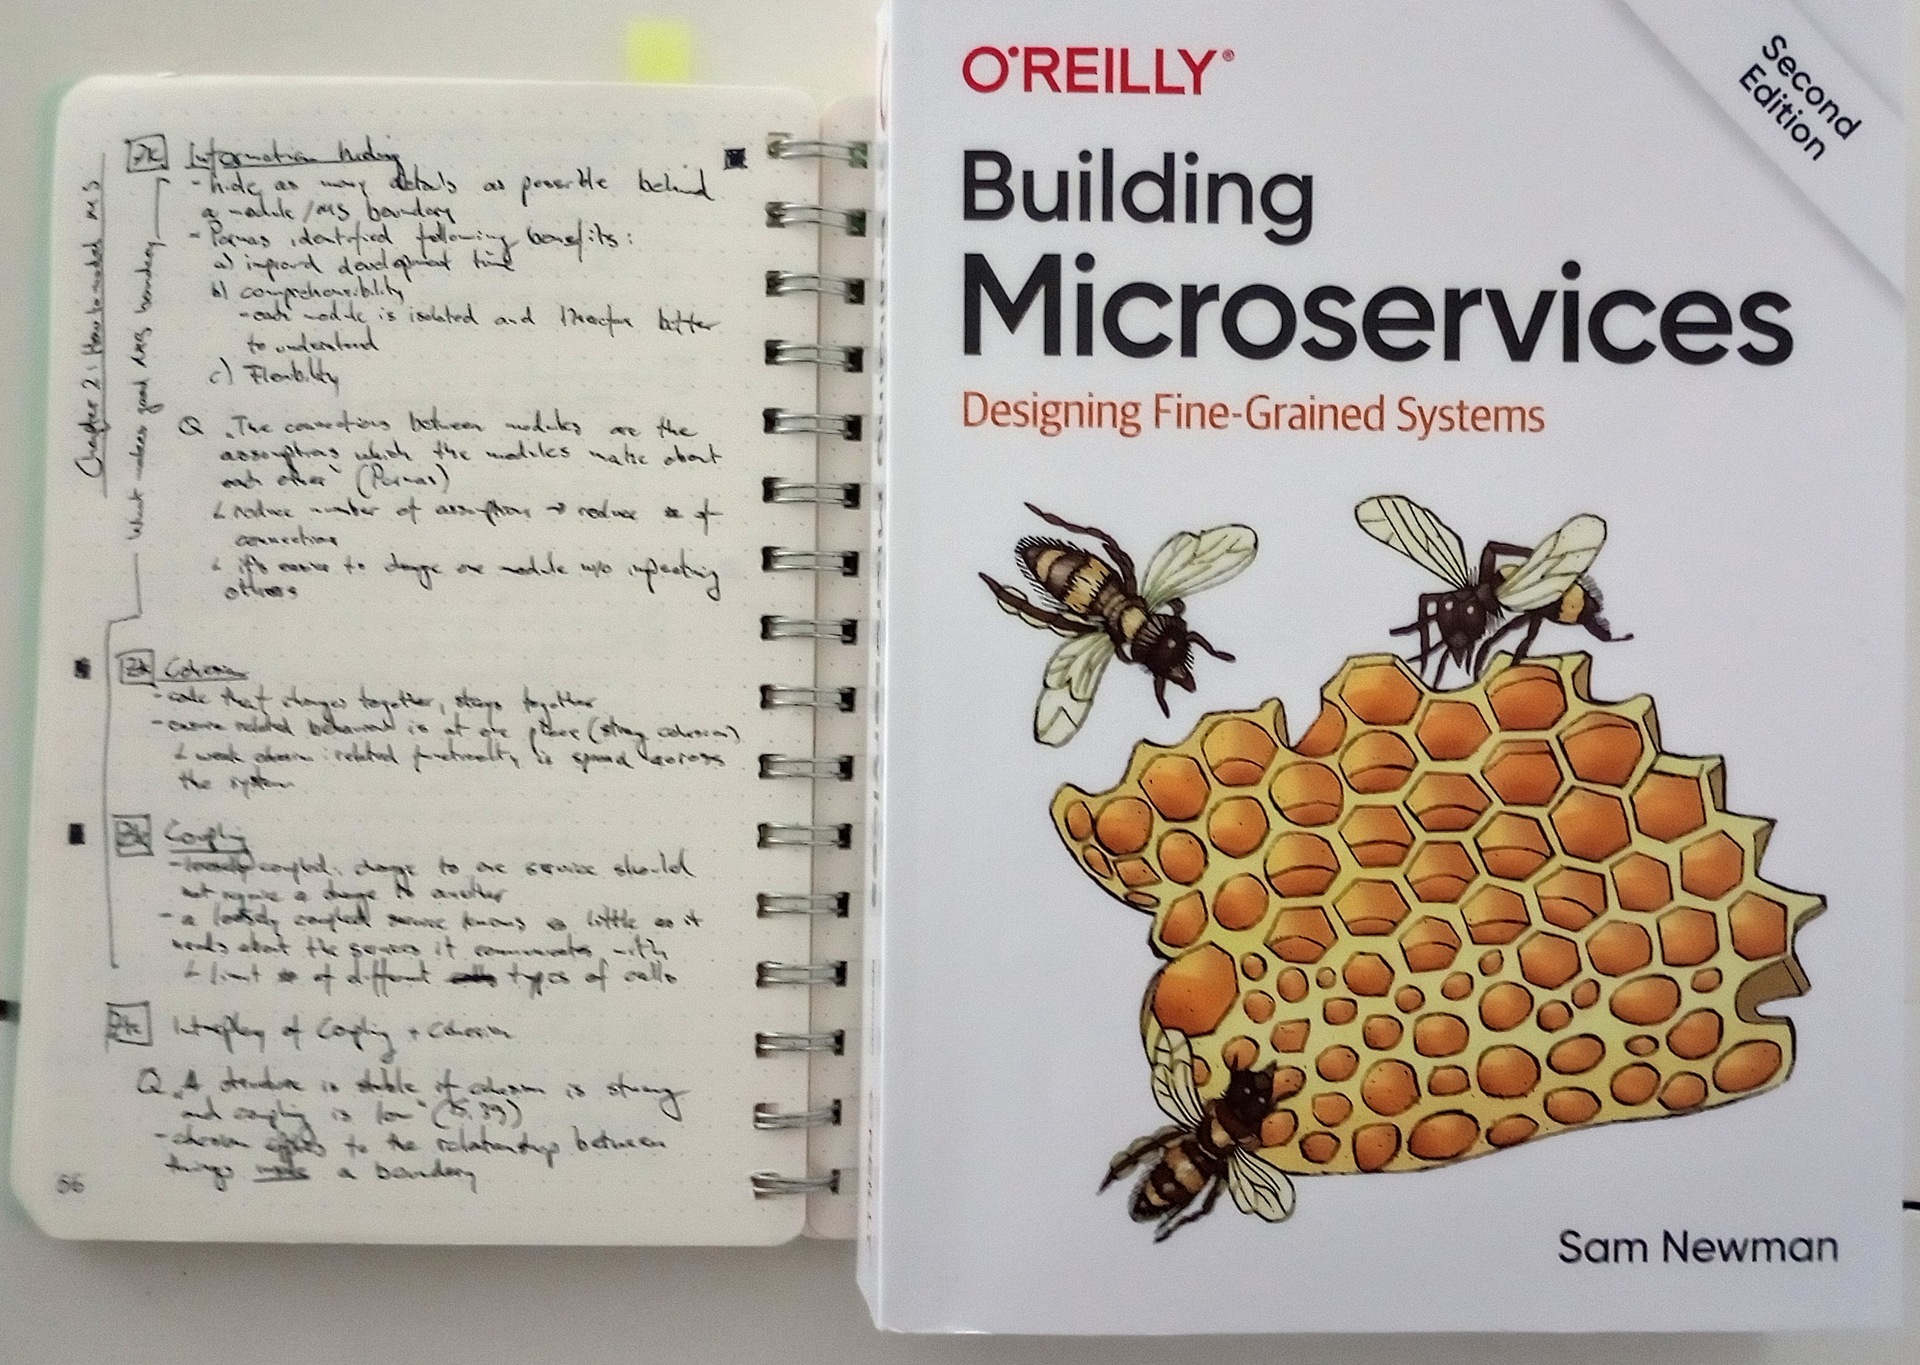 Chapter 2: How to model MS
What makes good MS boundary
Information hiding
- hide as many details as possible behind
a module/MS boundary
- Parnas identified following benefits:
a) improved development time
b) comprehensibility
- each module is isolated and therefore better
to understand
c) Flexibility
Q „The connections between modules are the
assumptions which the modules make about
each other" (Parnas)
reduce number of assumptions → reduce # of
connections
it's easier to change one module w/o impacting
others
Cohesion
- code that changes together, stays together
- ensure related behaviour is at one place (strong cohesion)
weak cohesion: related functionality is spread across
the system
Coupling
- loosely coupled: change to one service should
not require a change to another
- a loosely coupled service knows as little as it
needs about the services it communicates with
limit # of different types of calls
Interplay of Coupling + Cohesion
Q „A structure is stable if cohesion is strong
and coupling is low" (S. 39)
- cohesion applies to the relationship between
things inside a boundary
56
O'REILLY®
Second
Edition
Building
Microservices
Designing Fine-Grained Systems
Sam Newman